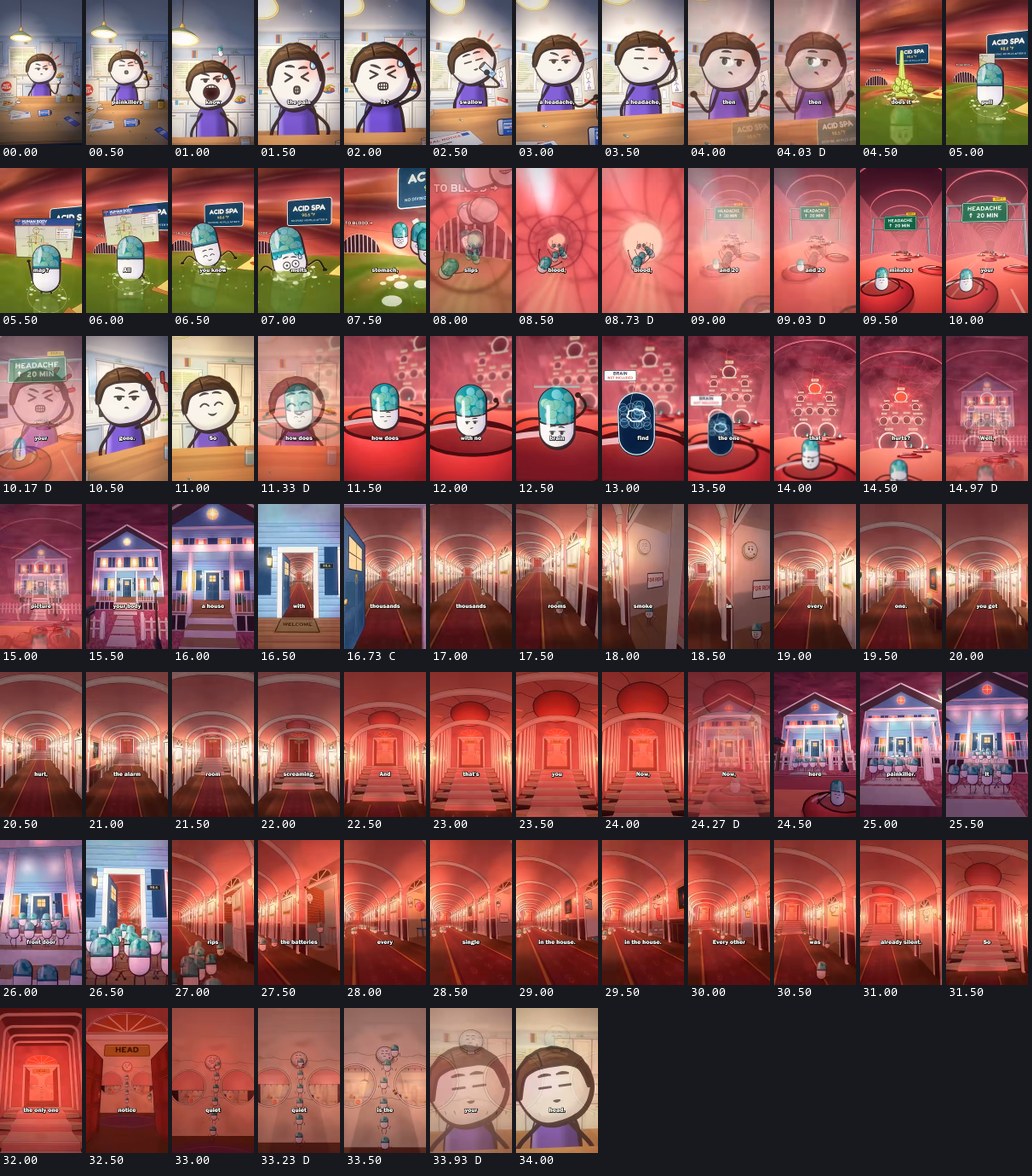 painkillers
know
the pain
is?
swallow
a headache,
a headache,
then
then
ACID SPA
ACID SPA
does it
ACID SPA
pull
ACID SPA
00.00
00.50
01.00
01.50
02.00
02.50
03.00
03.50
04.00
04.03 D
04.50
05.00
map?
All
you know
ACID SPA
melts
ACID SPA
stomach,
TO BLOOD →
slips
blood.
blood.
and 20
HEADACHE
↑ 20 MIN
and 20
HEADACHE
↑ 20 MIN
minutes
HEADACHE
↑ 20 MIN
your
05.50
06.00
06.50
07.00
07.50
08.00
08.50
08.73 D
09.00
09.03 D
09.50
10.00
HEADACHE
↑ 20 MIN
your
gone.
So
how does
how does
with no
brain
BRAIN
find
BRAIN
the one
that
hurts?
Well,
10.17 D
10.50
11.00
11.33 D
11.50
12.00
12.50
13.00
13.50
14.00
14.50
14.97 D
picture
your body
a house
with
WELCOME
thousands
thousands
rooms
smoke
in
every
one.
you get
15.00
15.50
16.00
16.50
16.73 C
17.00
17.50
18.00
18.50
19.00
19.50
20.00
hurt.
the alarm
room
screaming.
And
that's
you
Now,
Now,
here
painkiller.
It
20.50
21.00
21.50
22.00
22.50
23.00
23.50
24.00
24.27 D
24.50
25.00
25.50
front door
rips
the batteries
every
single
in the house.
in the house.
Every other
was
already silent.
So
26.00
26.50
27.00
27.50
28.00
28.50
29.00
29.50
30.00
30.50
31.00
31.50
the only one
HEAD
notice
quiet
quiet
is the
your
head.
32.00
32.50
33.00
33.23 D
33.50
33.93 D
34.00